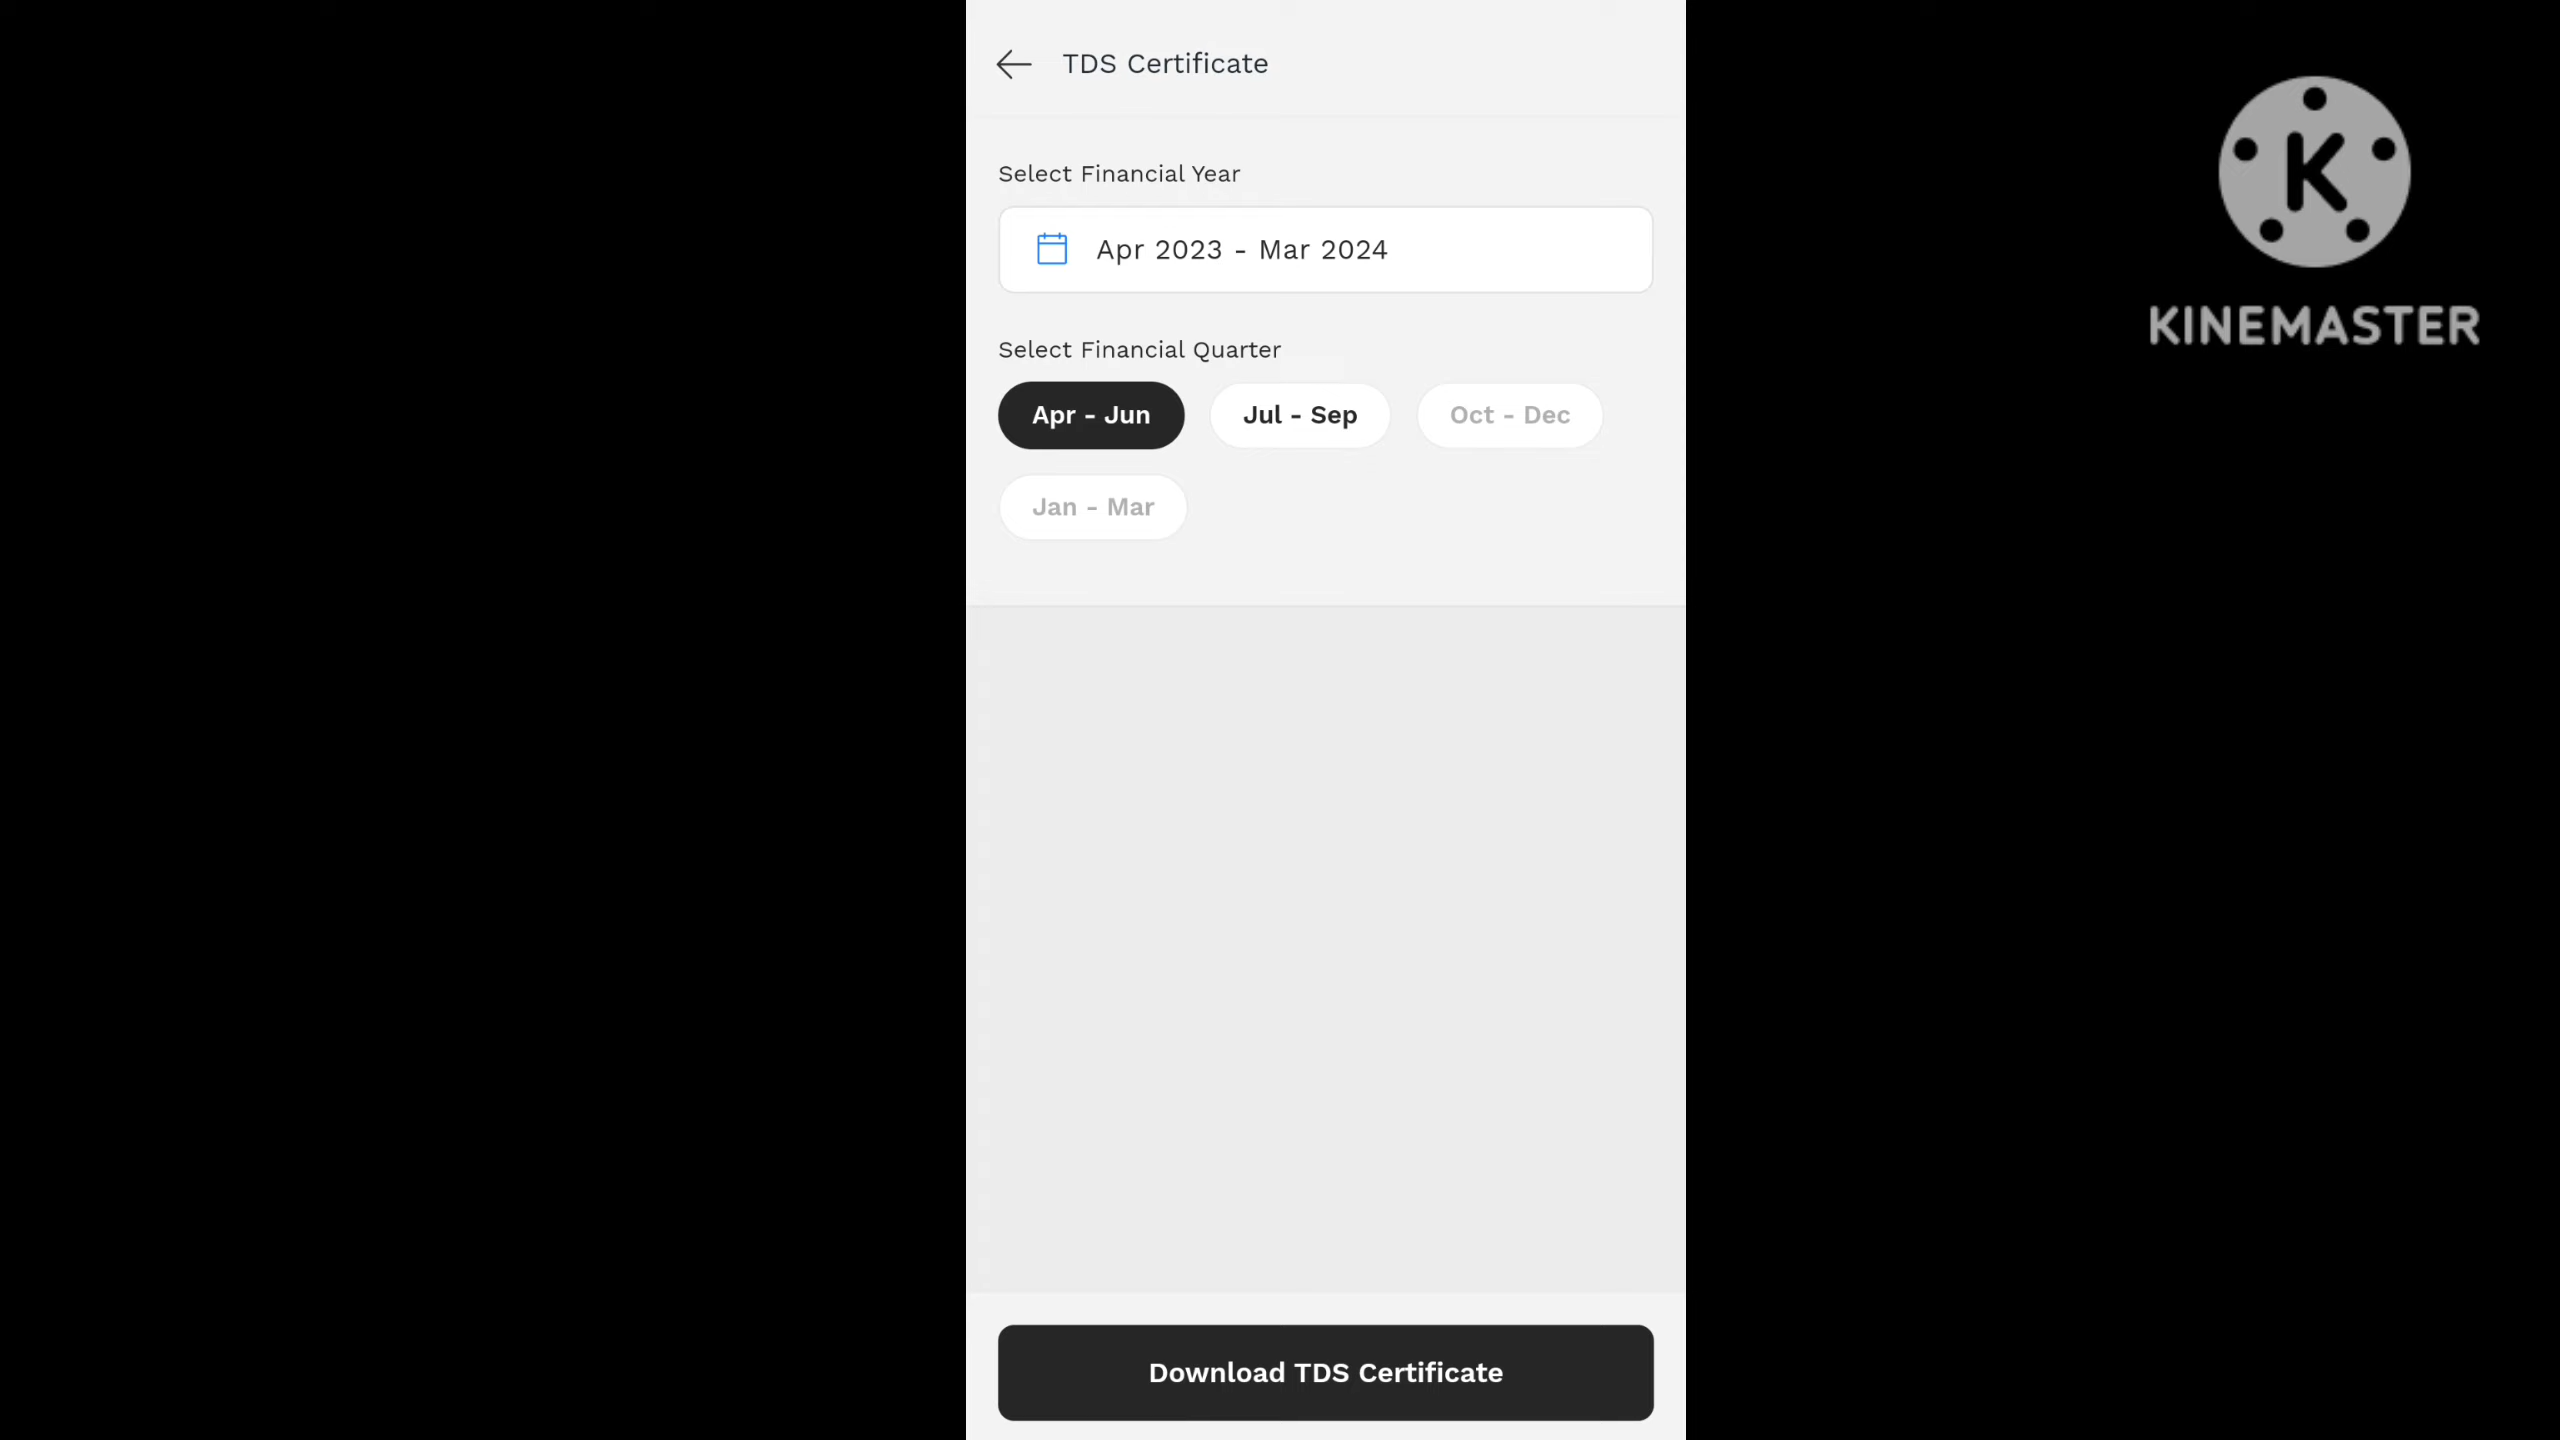 TDS Certificate
Select Financial Year
Apr 2023 - Mar 2024
Select Financial Quarter
Apr - Jun
Jul - Sep
Oct - Dec
Jan - Mar
Download TDS Certificate
K
KINEMASTER